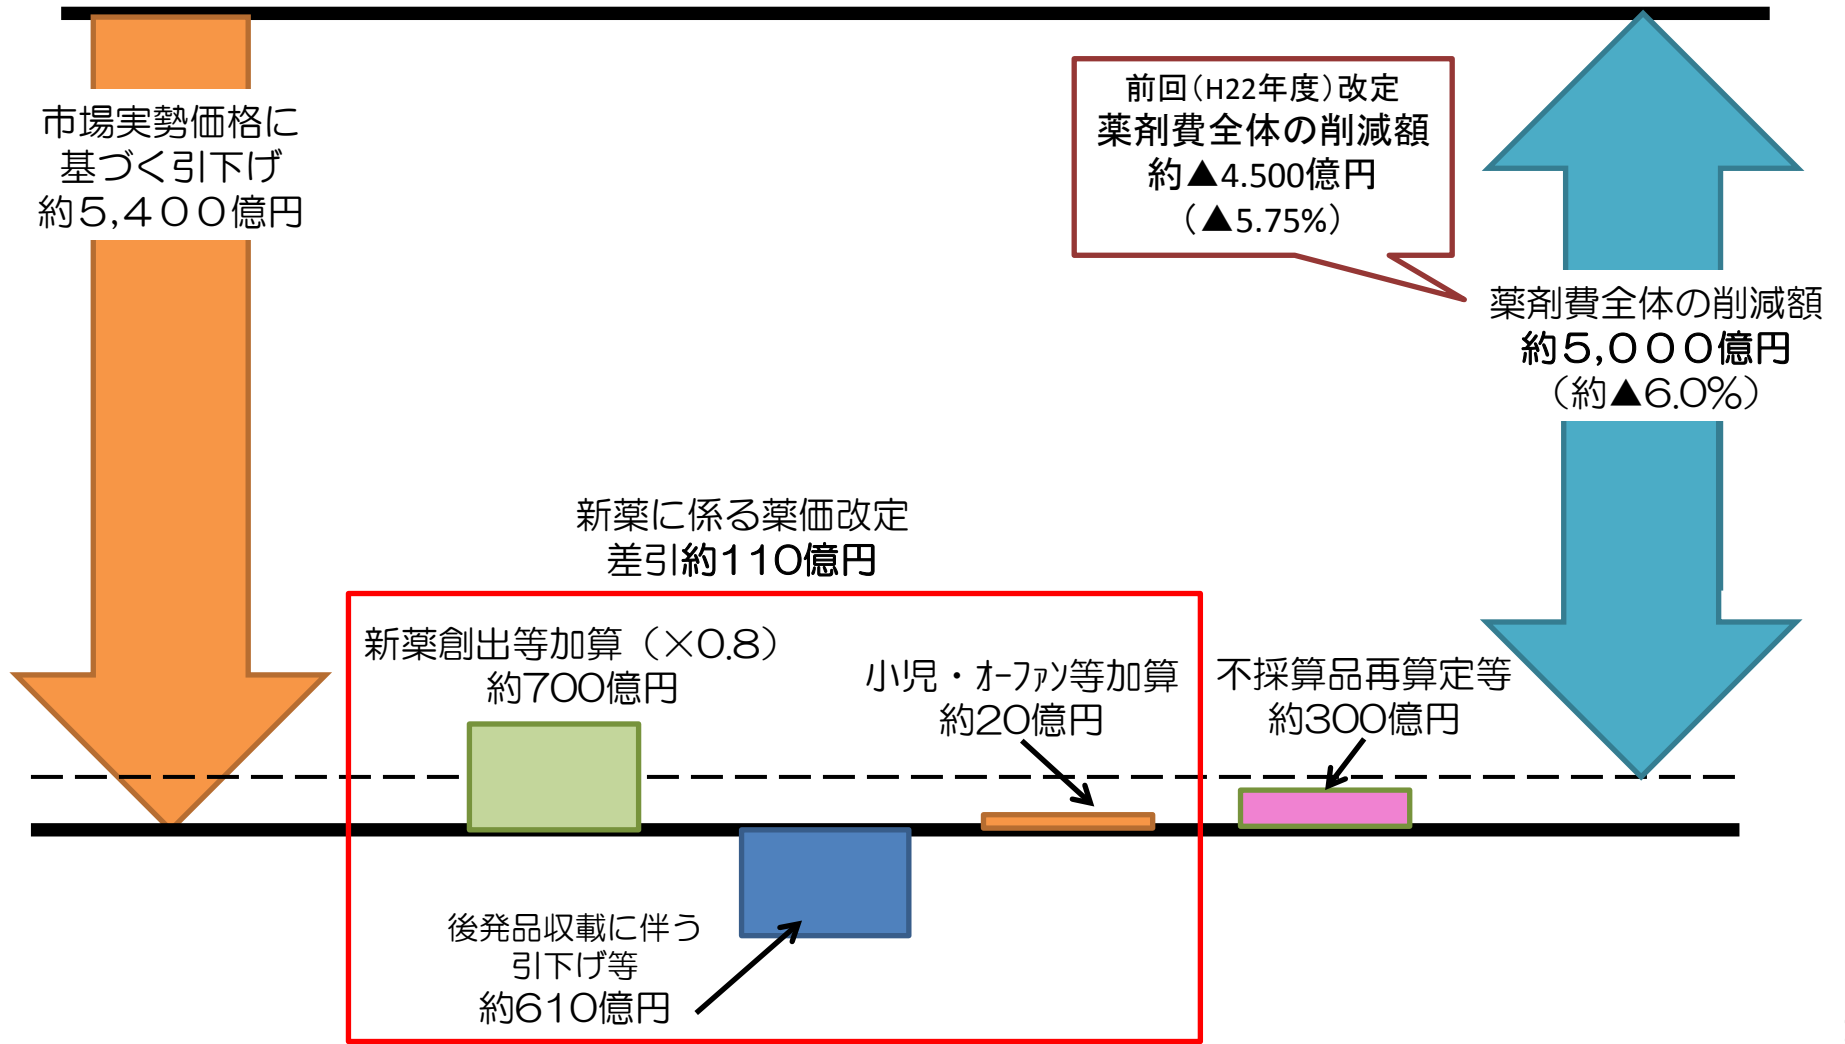 市場実勢価格に
基づく引下げ
約５,４００億円
前回（H22年度）改定
薬剤費全体の削減額
約▲4.500億円
（▲5.75%）
薬剤費全体の削減額
約５,０００億円
（約▲６.０％）
新薬に係る薬価改定
差引約１１０億円
新薬創出等加算（×０.８）
約７００億円
小児・ｵｰﾌｧﾝ等加算
約２０億円
不採算品再算定等
約３００億円
後発品収載に伴う
引下げ等
約６１０億円